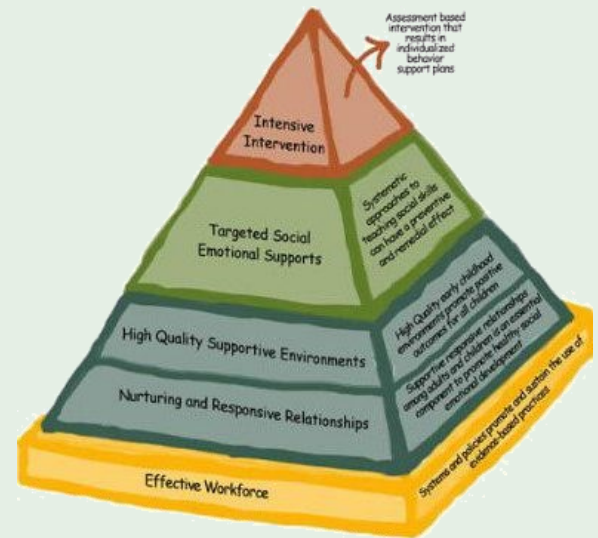 Assessment based
intervention that
results in
individualized
behavior
support plans
Intensive
Intervention
Systematic
approaches to
teaching social skills
can have a preventive
and remedial effect
Targeted Social
Emotional Supports
High Quality early childhood
environments promote positive
outcomes for all children
High Quality Supportive Environments
Supportive responsive relationships
among adults and children is an essential
component to promote healthy social
emotional development
Nurturing and Responsive Relationships
Systems and policies promote and sustain the use of
evidence-based practices
Effective Workforce